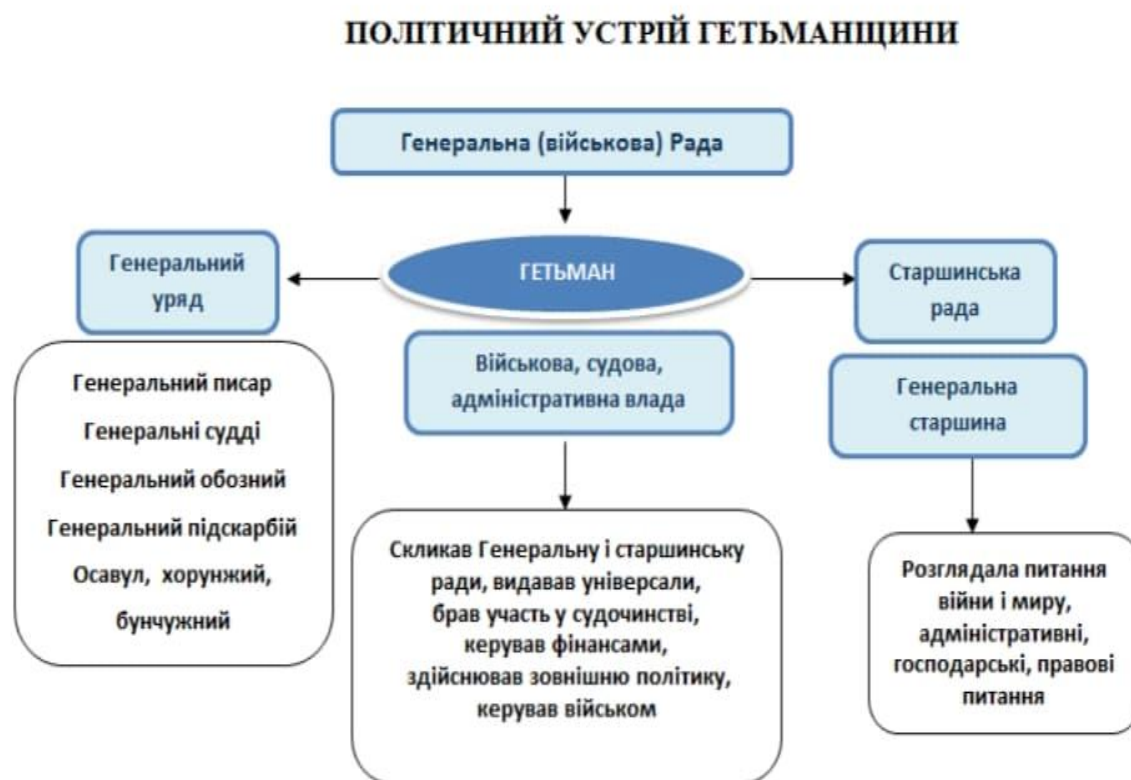 ПОЛІТИЧНИЙ УСТРІЙ ГЕТЬМАНЩИНИ
Генеральна (військова) Рада
Генеральний
уряд
ГЕТЬМАН
Старшинська
рада
Генеральний писар
Генеральні судді
Генеральний обозний
Генеральний підскарбій
Осавул, хорунжий,
бунчужний
Військова, судова,
адміністративна влада
Генеральна
старшина
Скликав Генеральну і старшинську
ради, видавав універсали,
брав участь у судочинстві,
керував фінансами,
здійснював зовнішню політику,
керував військом
Розглядала питання
війни і миру,
адміністративні,
господарські, правові
питання